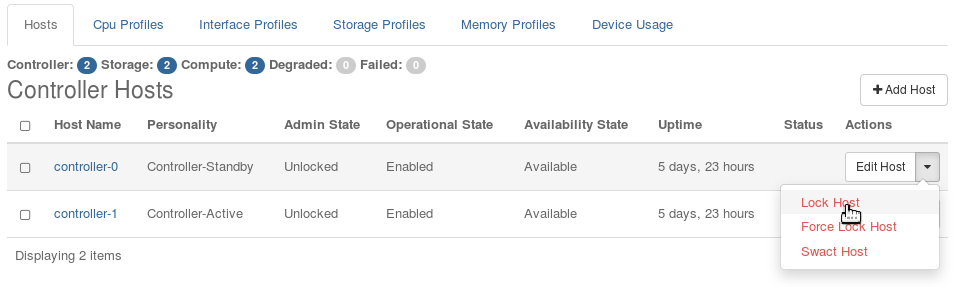 Hosts Cpu Profiles Interface Profiles Storage Profiles Memory Profiles Device Usage
Controller: 2 Storage: 2 Compute: 2 Degraded: 0 Failed: 0
Controller Hosts
+ Add Host
Host Name Personality Admin State Operational State Availability State Uptime Status Actions
controller-0 Controller-Standby Unlocked Enabled Available 5 days, 23 hours Edit Host
controller-1 Controller-Active Unlocked Enabled Available 5 days, 23 hours
Lock Host
Force Lock Host
Swact Host
Displaying 2 items